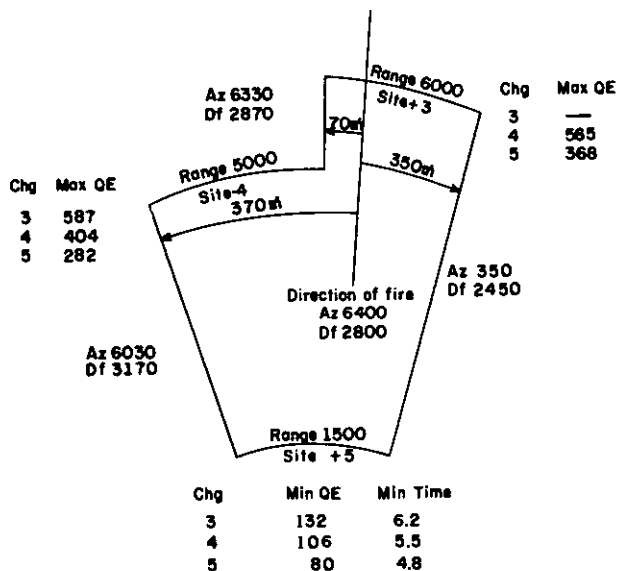 Range 6000
Site+3
Az 6330
Df 2870
70ɱ
Chg Max QE
3 —
4 565
5 368
Range 5000
Site-4
370ɱ
350ɱ
Chg Max QE
3 587
4 404
5 282
Az 350
Df 2450
Direction of fire
Az 6400
Df 2800
Az 6030
Df 3170
Range 1500
Site +5
Chg Min QE Min Time
3 132 6.2
4 106 5.5
5 80 4.8